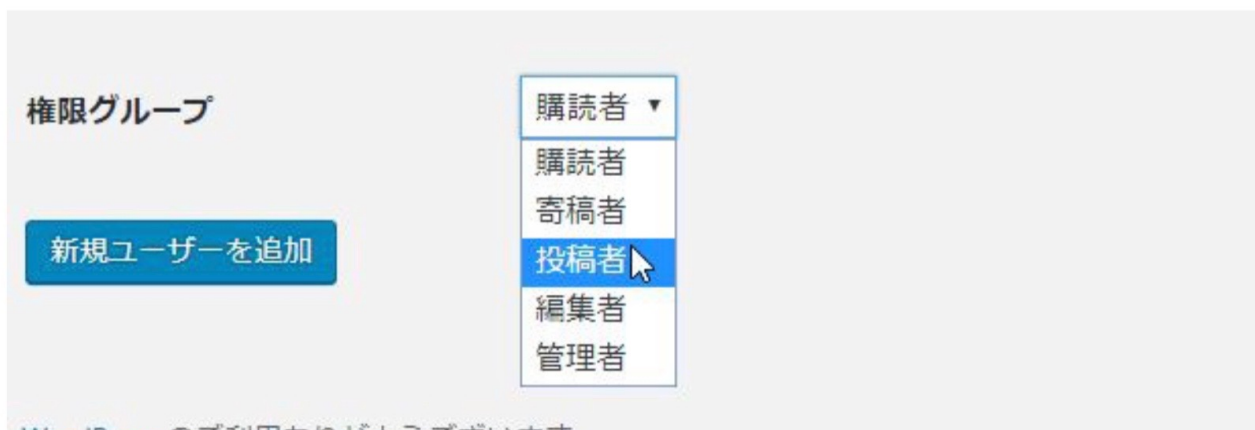 権限グループ
購読者
購読者
寄稿者
投稿者
編集者
管理者
新規ユーザーを追加